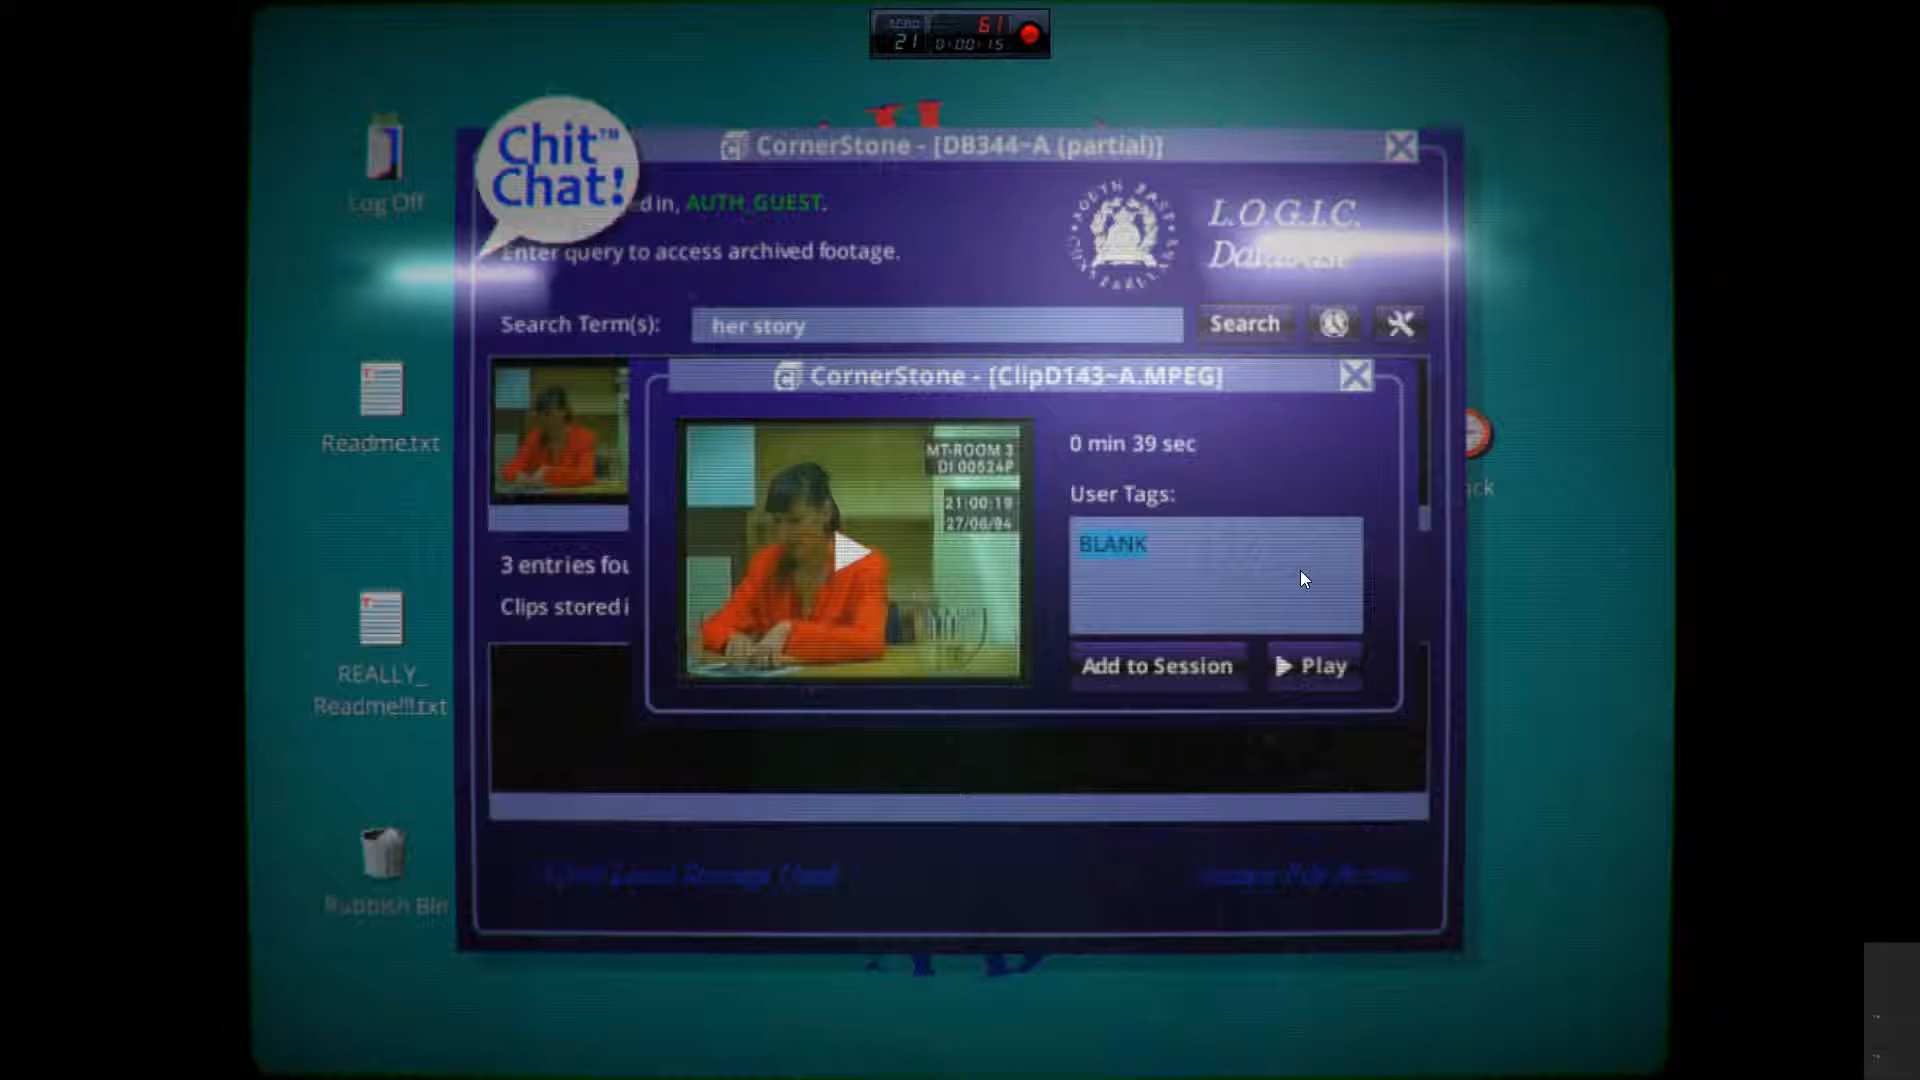 61
21 0:00:15
Chit™
Chat!
CornerStone - [DB344~A (partial)]
Log Off
ed in, AUTH_GUEST.
L.O.G.I.C.
Database
Enter query to access archived footage.
Search Term(s):
her story
Search
CornerStone - [ClipD143~A.MPEG]
Readme.txt
0 min 39 sec
MT-ROOM 3
DI 00524P
User Tags:
21:00:19
27/06/94
BLANK
3 entries fou
Clips stored i
Add to Session
Play
REALLY_
Readme!!!.txt
Rubbish Bin